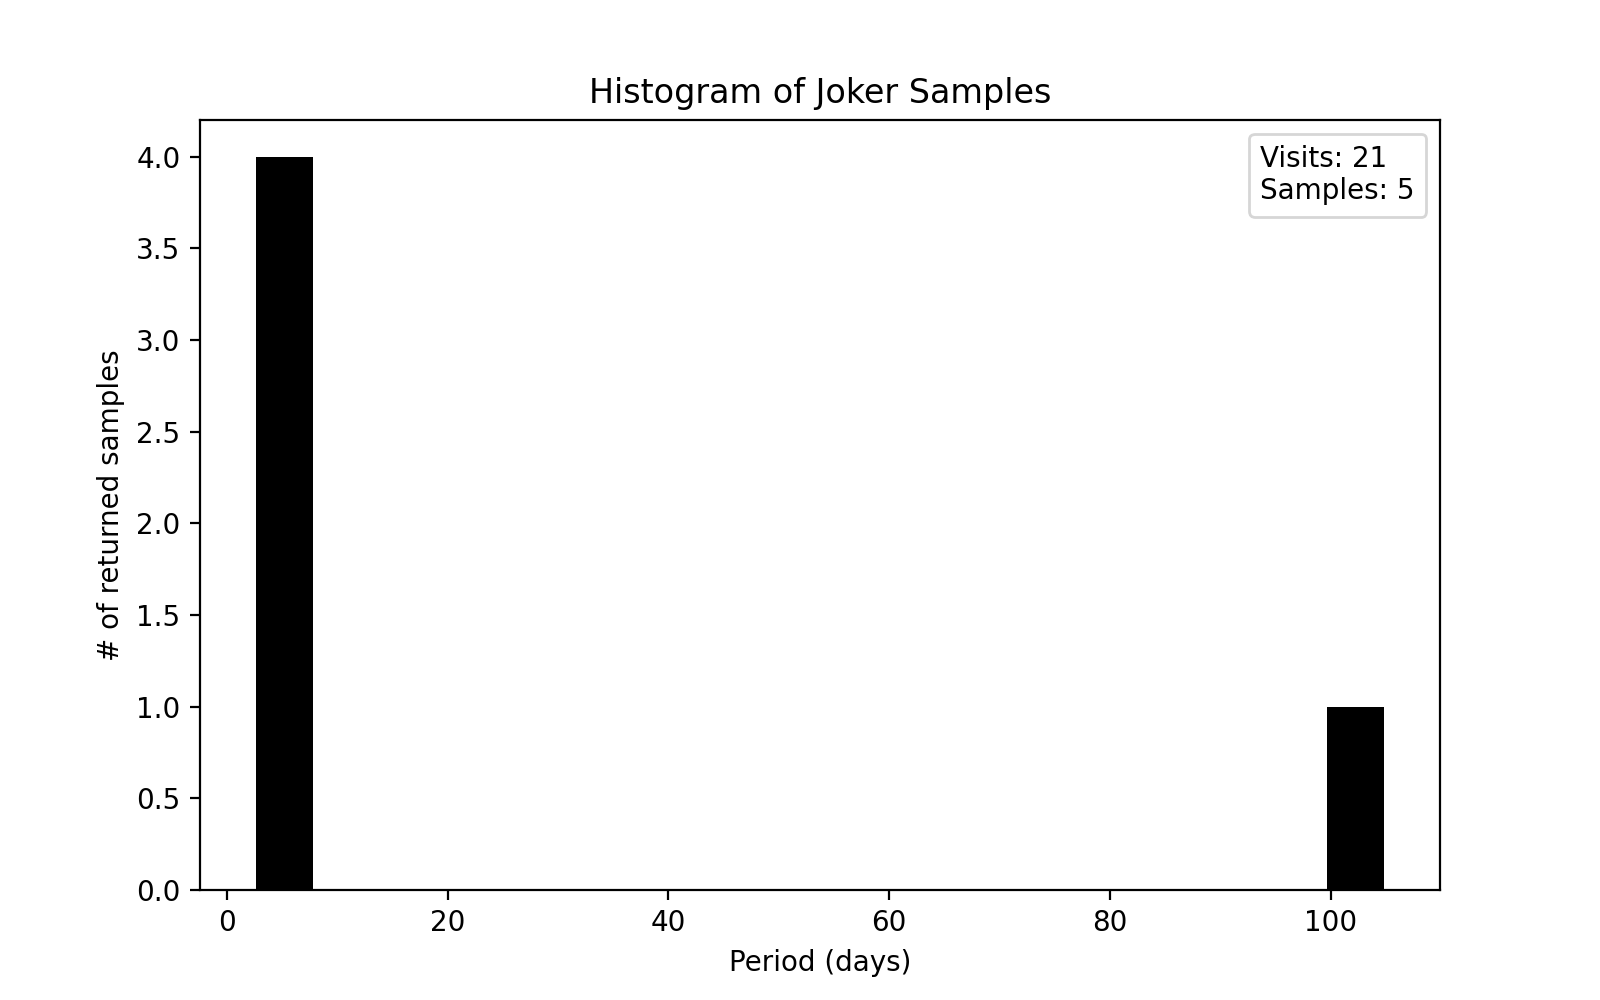 Histogram of Joker Samples
Visits: 21
Samples: 5
# of returned samples
4.0
3.5
3.0
2.5
2.0
1.5
1.0
0.5
0.0
0 20 40 60 80 100
Period (days)